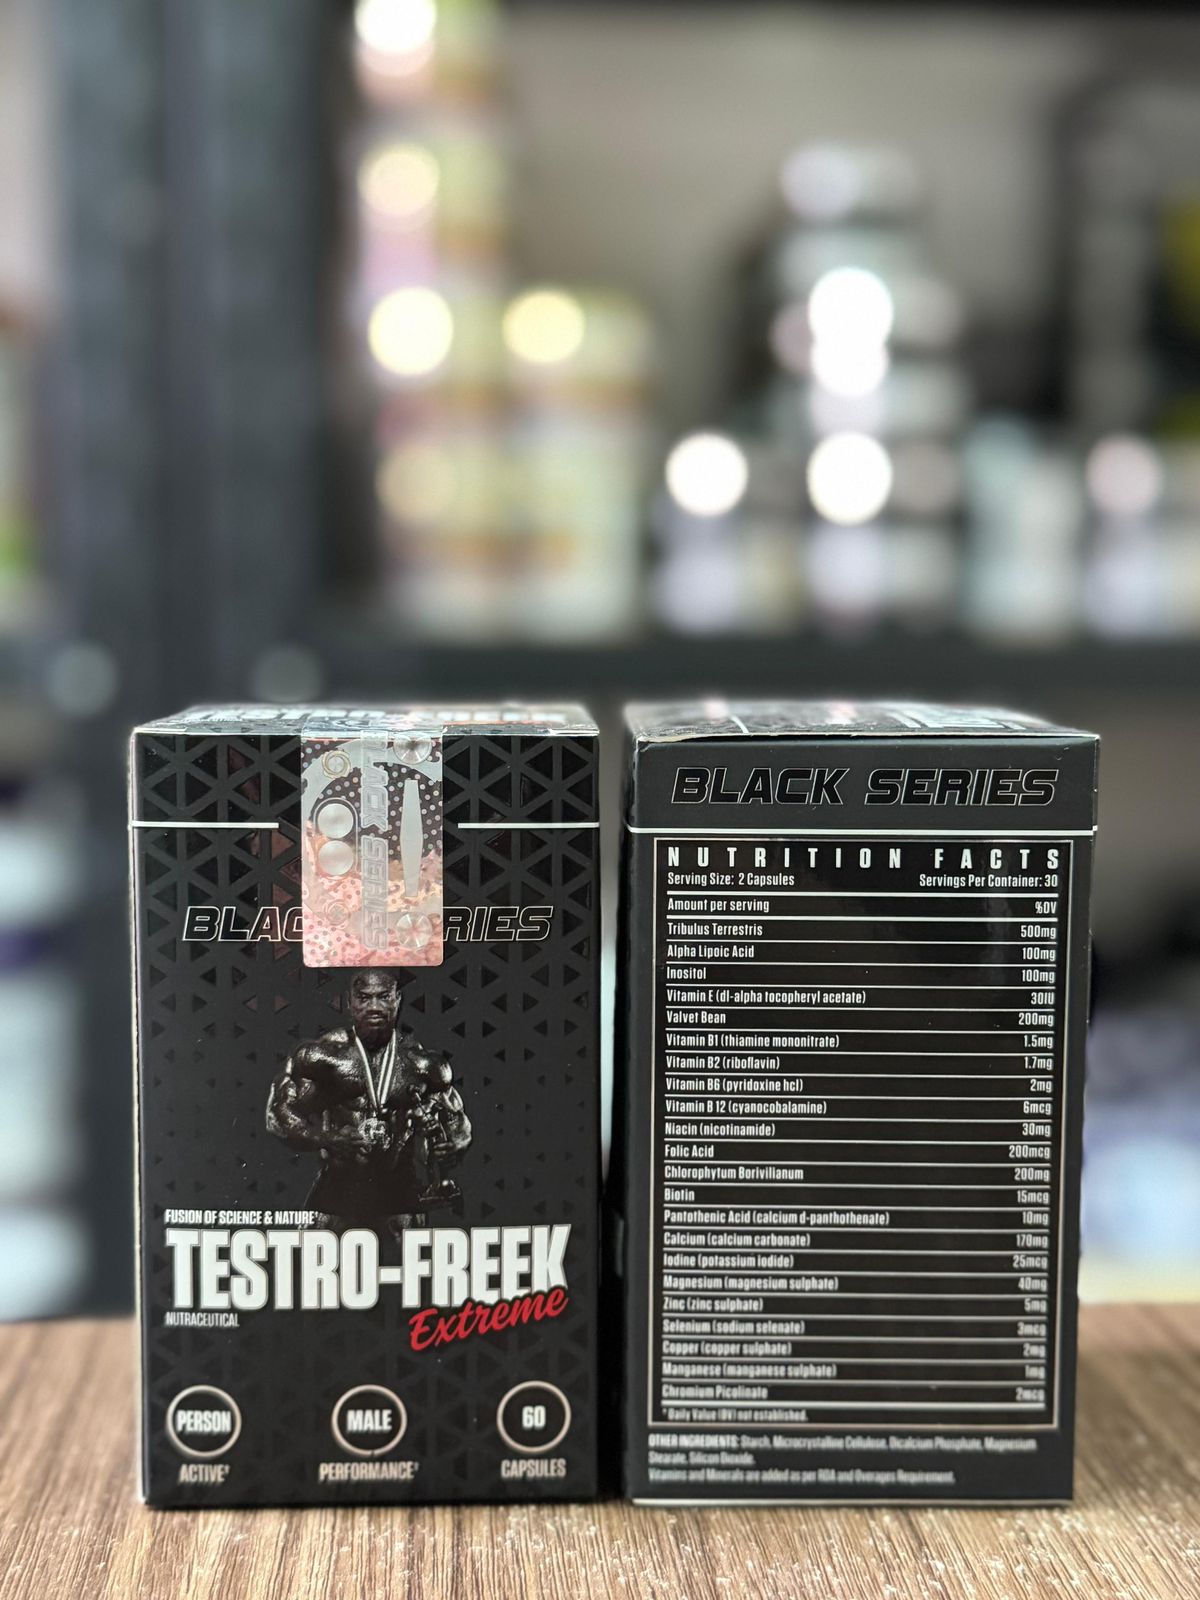 BLACK SERIES
BLACK SERIES
FUSION OF SCIENCE & NATURE†
TESTRO-FREEK
Extreme
NUTRACEUTICAL
PERSON
ACTIVE†
MALE
PERFORMANCE†
60
CAPSULES
BLACK SERIES
NUTRITION FACTS
Serving Size: 2 Capsules Servings Per Container: 30
Amount per serving %DV
Tribulus Terrestris 500mg
Alpha Lipoic Acid 100mg
Inositol 100mg
Vitamin E (dl-alpha tocopheryl acetate) 30IU
Valvet Bean 200mg
Vitamin B1 (thiamine mononitrate) 1.5mg
Vitamin B2 (riboflavin) 1.7mg
Vitamin B6 (pyridoxine hcl) 2mg
Vitamin B 12 (cyanocobalamine) 6mcg
Niacin (nicotinamide) 30mg
Folic Acid 200mcg
Chlorophytum Borivilianum 200mg
Biotin 15mcg
Pantothenic Acid (calcium d-panthothenate) 10mg
Calcium (calcium carbonate) 170mg
Iodine (potassium iodide) 25mcg
Magnesium (magnesium sulphate) 40mg
Zinc (zinc sulphate) 5mg
Selenium (sodium selenate) 3mcg
Copper (copper sulphate) 2mg
Manganese (manganese sulphate) 1mg
Chromium Picolinate 2mcg
* Daily Value (DV) not established.
OTHER INGREDIENTS: Starch, Microcrystalline Cellulose, Dicalcium Phosphate, Magnesium
Stearate, Silicon Dioxide.
Vitamins and Minerals are added as per RDA and Overages Requirement.